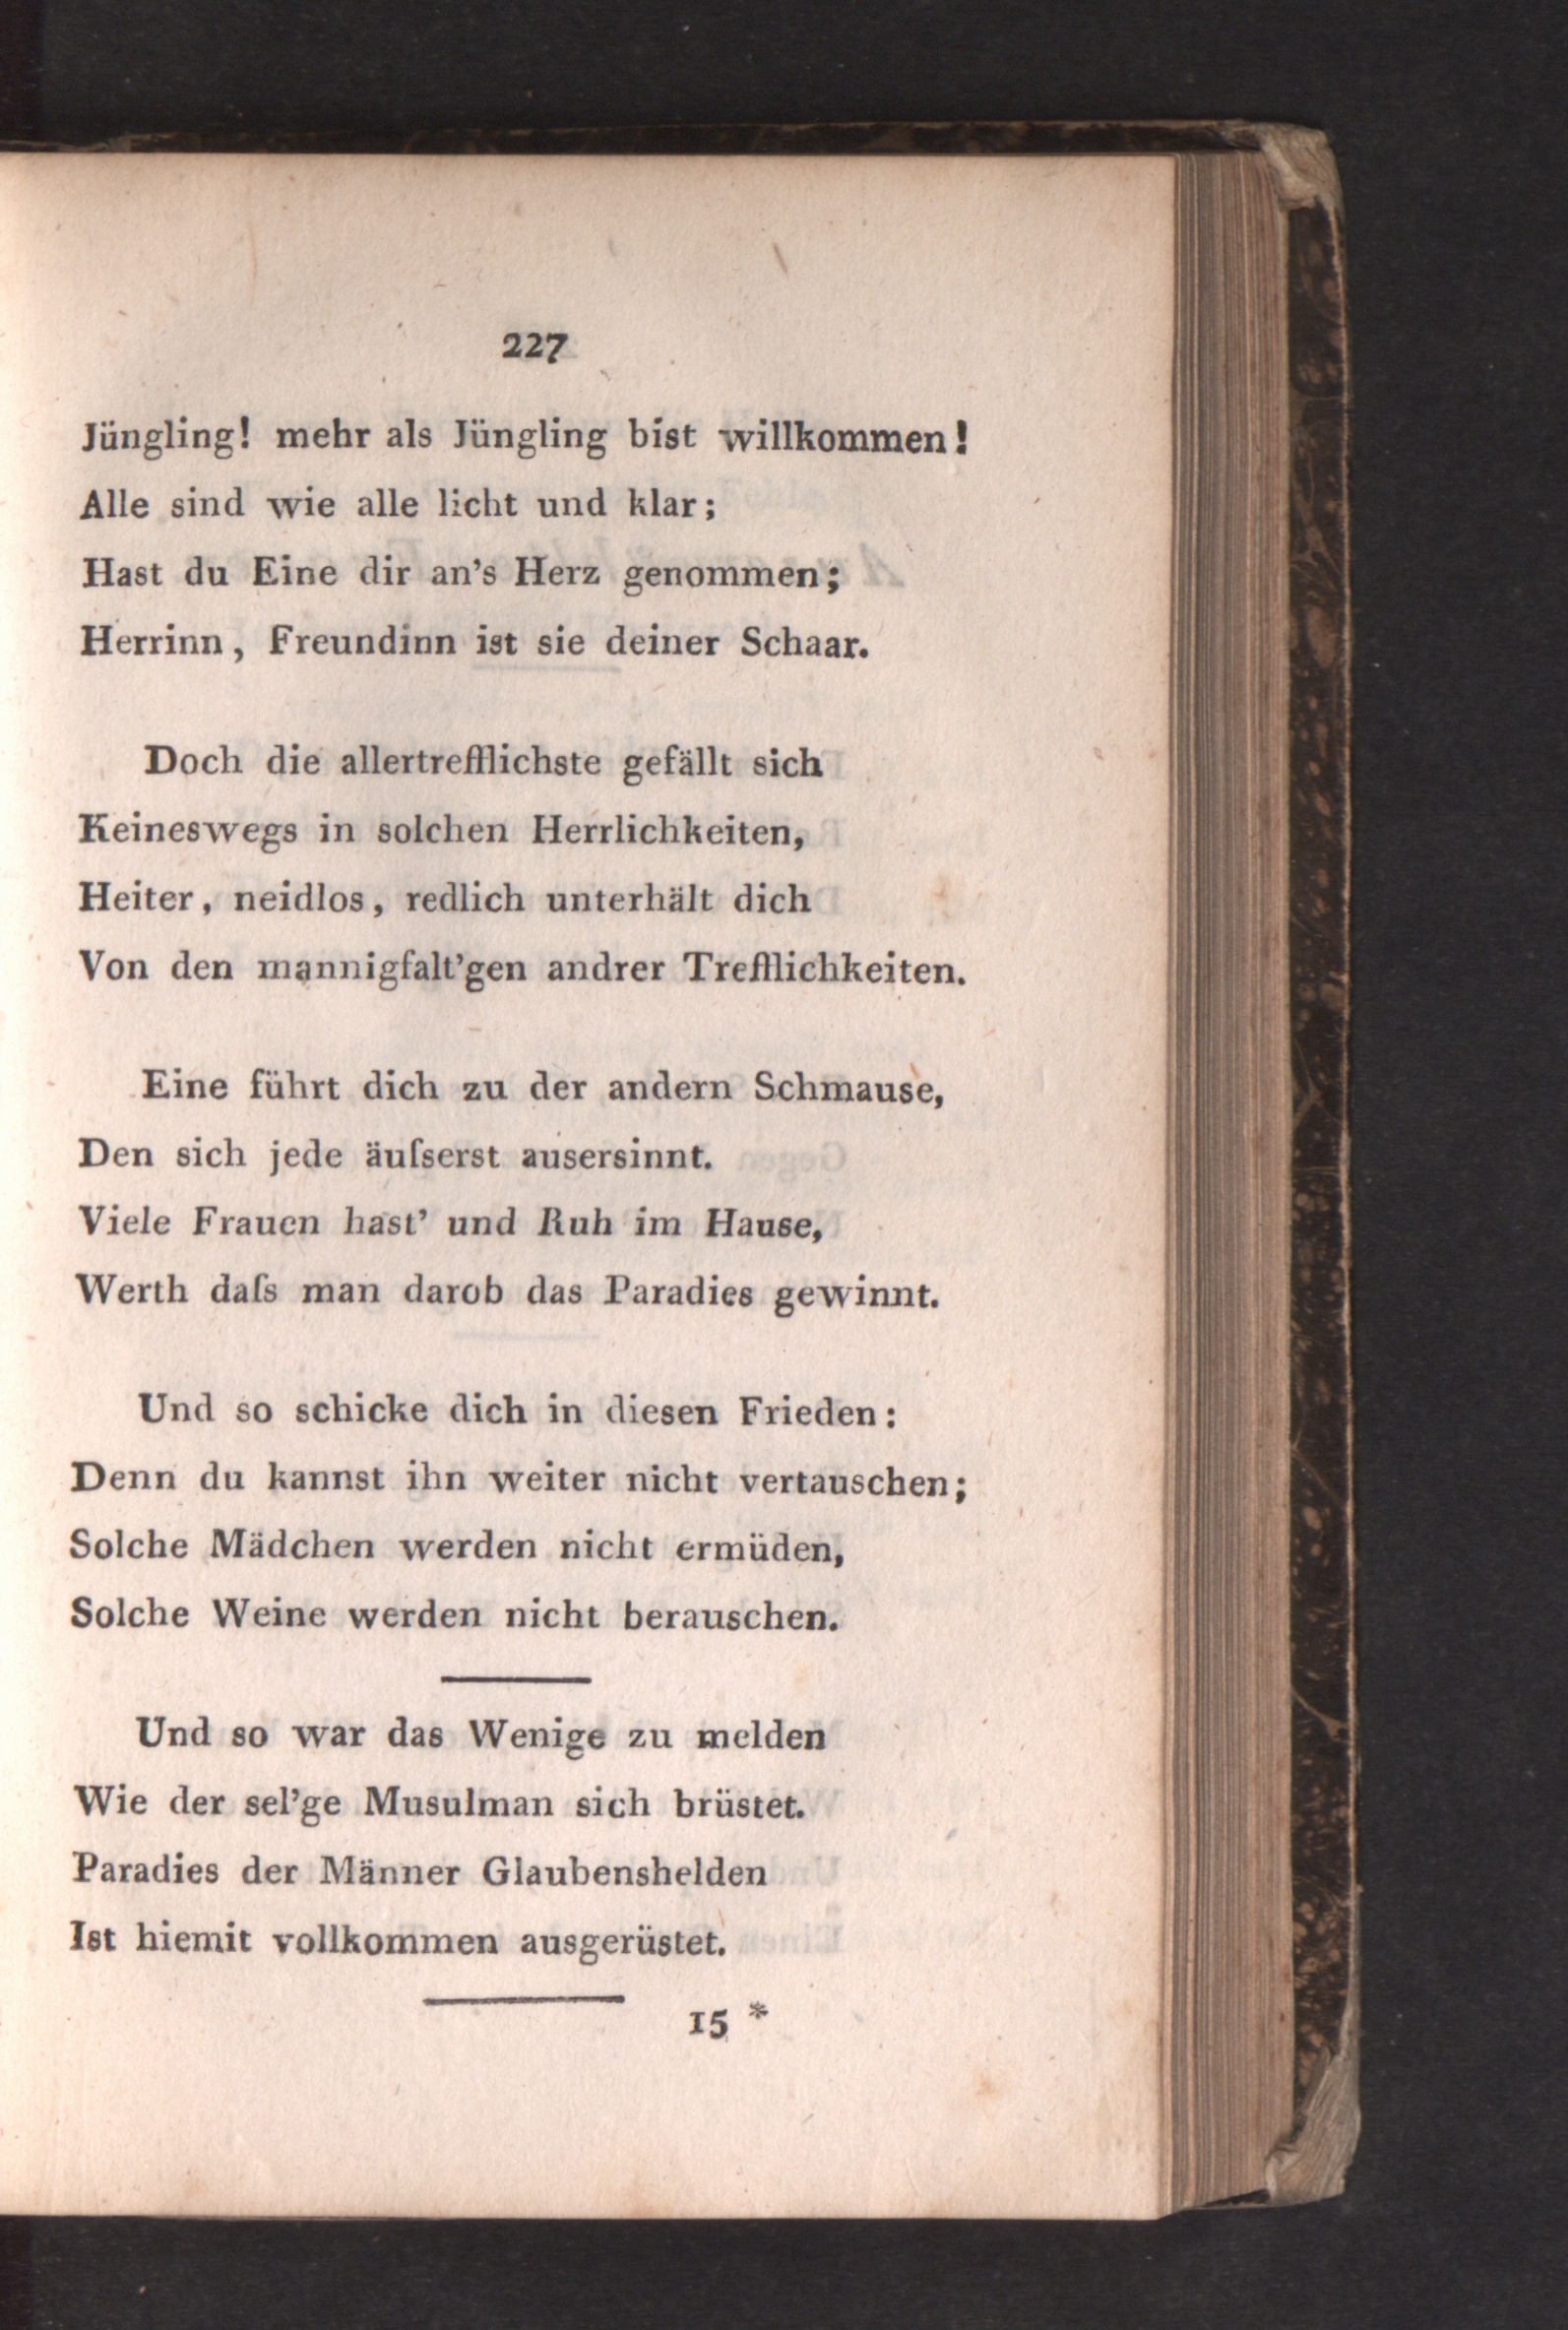 227
Jüngling! mehr als Jüngling bist willkommen!
Alle sind wie alle licht und klar;
Hast du Eine dir an's Herz genommen;
Herrinn, Freundinn ist sie deiner Schaar.
Doch die allertrefflichste gefällt sich
Keineswegs in solchen Herrlichkeiten,
Heiter, neidlos, redlich unterhält dich
Von den mannigfalt'gen andrer Trefflichkeiten.
Eine führt dich zu der andern Schmause,
Den sich jede äuſserst ausersinnt.
Viele Frauen hast' und Ruh im Hause,
Werth daſs man darob das Paradies gewinnt.
Und so schicke dich in diesen Frieden:
Denn du kannst ihn weiter nicht vertauschen;
Solche Mädchen werden nicht ermüden,
Solche Weine werden nicht berauschen.
Und so war das Wenige zu melden
Wie der sel'ge Musulman sich brüstet.
Paradies der Männer Glaubenshelden
Ist hiemit vollkommen ausgerüstet.
15 *